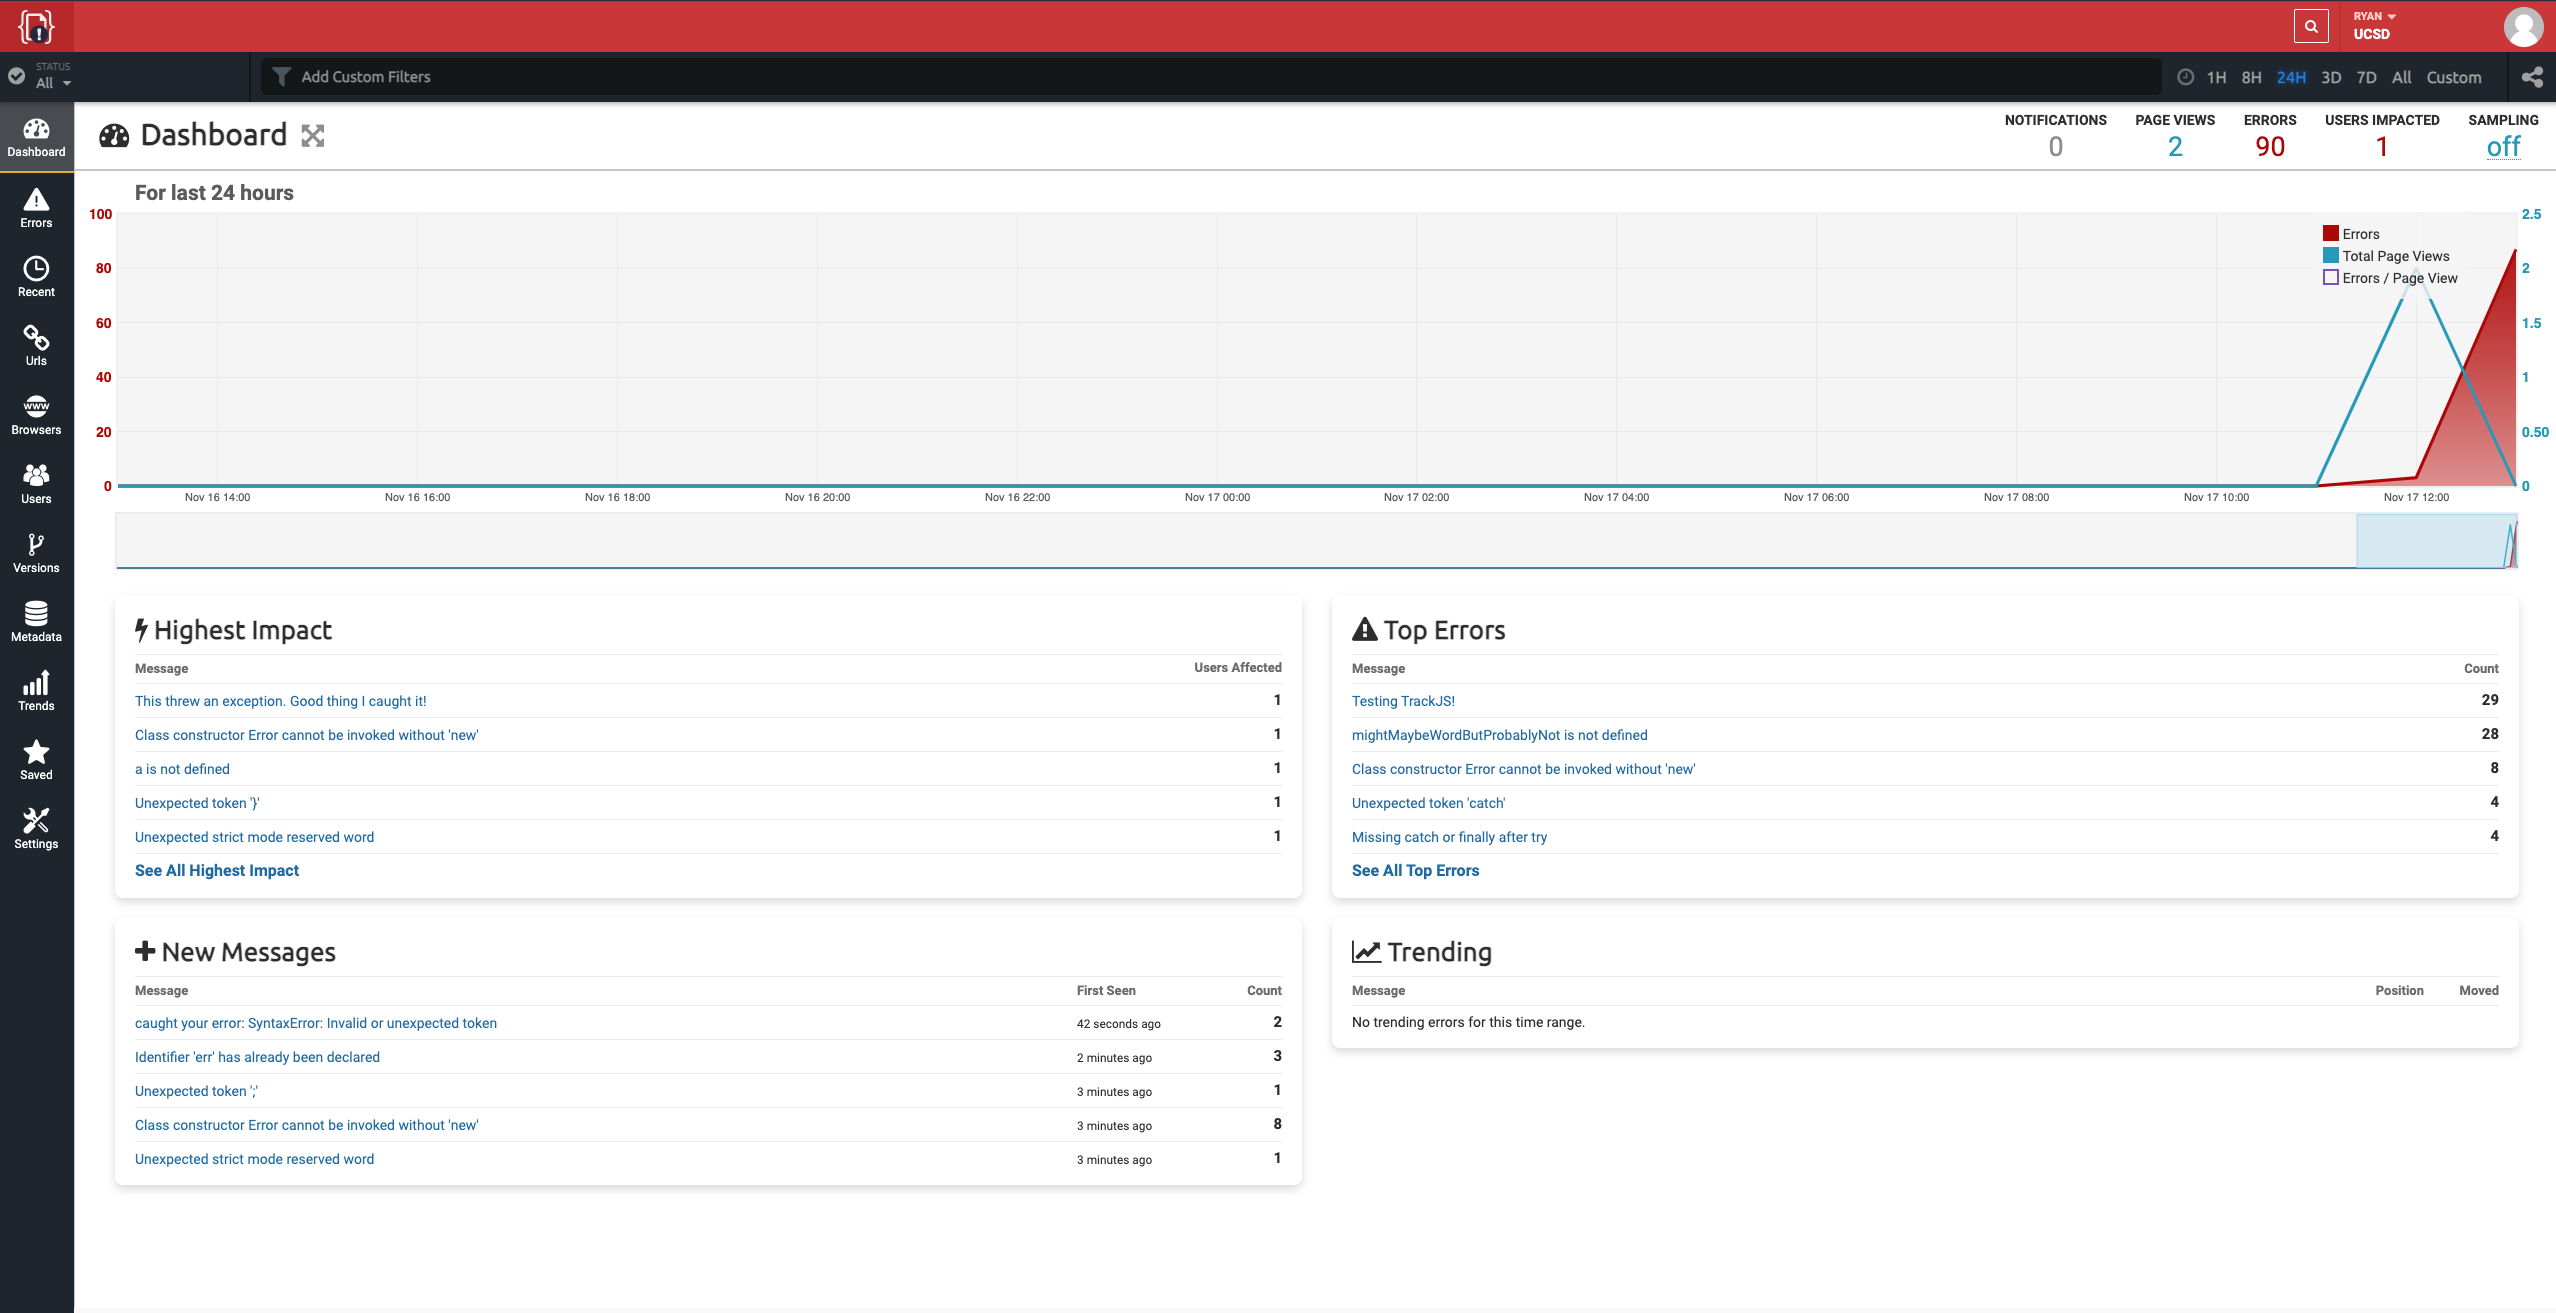 RYAN
UCSD
STATUS
All
Add Custom Filters
1H 8H 24H 3D 7D All Custom
Dashboard
Errors
Recent
Urls
www
Browsers
Users
Versions
Metadata
Trends
Saved
Settings
Dashboard
NOTIFICATIONS PAGE VIEWS ERRORS USERS IMPACTED SAMPLING
0 2 90 1 off
For last 24 hours
100 2.5
80 2
60 1.5
40 1
20 0.50
0 0
Errors
Total Page Views
Errors / Page View
Nov 16 14:00 Nov 16 16:00 Nov 16 18:00 Nov 16 20:00 Nov 16 22:00 Nov 17 00:00 Nov 17 02:00 Nov 17 04:00 Nov 17 06:00 Nov 17 08:00 Nov 17 10:00 Nov 17 12:00
Highest Impact
Message Users Affected
This threw an exception. Good thing I caught it! 1
Class constructor Error cannot be invoked without 'new' 1
a is not defined 1
Unexpected token '}' 1
Unexpected strict mode reserved word 1
See All Highest Impact
Top Errors
Message Count
Testing TrackJS! 29
mightMaybeWordButProbablyNot is not defined 28
Class constructor Error cannot be invoked without 'new' 8
Unexpected token 'catch' 4
Missing catch or finally after try 4
See All Top Errors
New Messages
Message First Seen Count
caught your error: SyntaxError: Invalid or unexpected token 42 seconds ago 2
Identifier 'err' has already been declared 2 minutes ago 3
Unexpected token ';' 3 minutes ago 1
Class constructor Error cannot be invoked without 'new' 3 minutes ago 8
Unexpected strict mode reserved word 3 minutes ago 1
Trending
Message Position Moved
No trending errors for this time range.